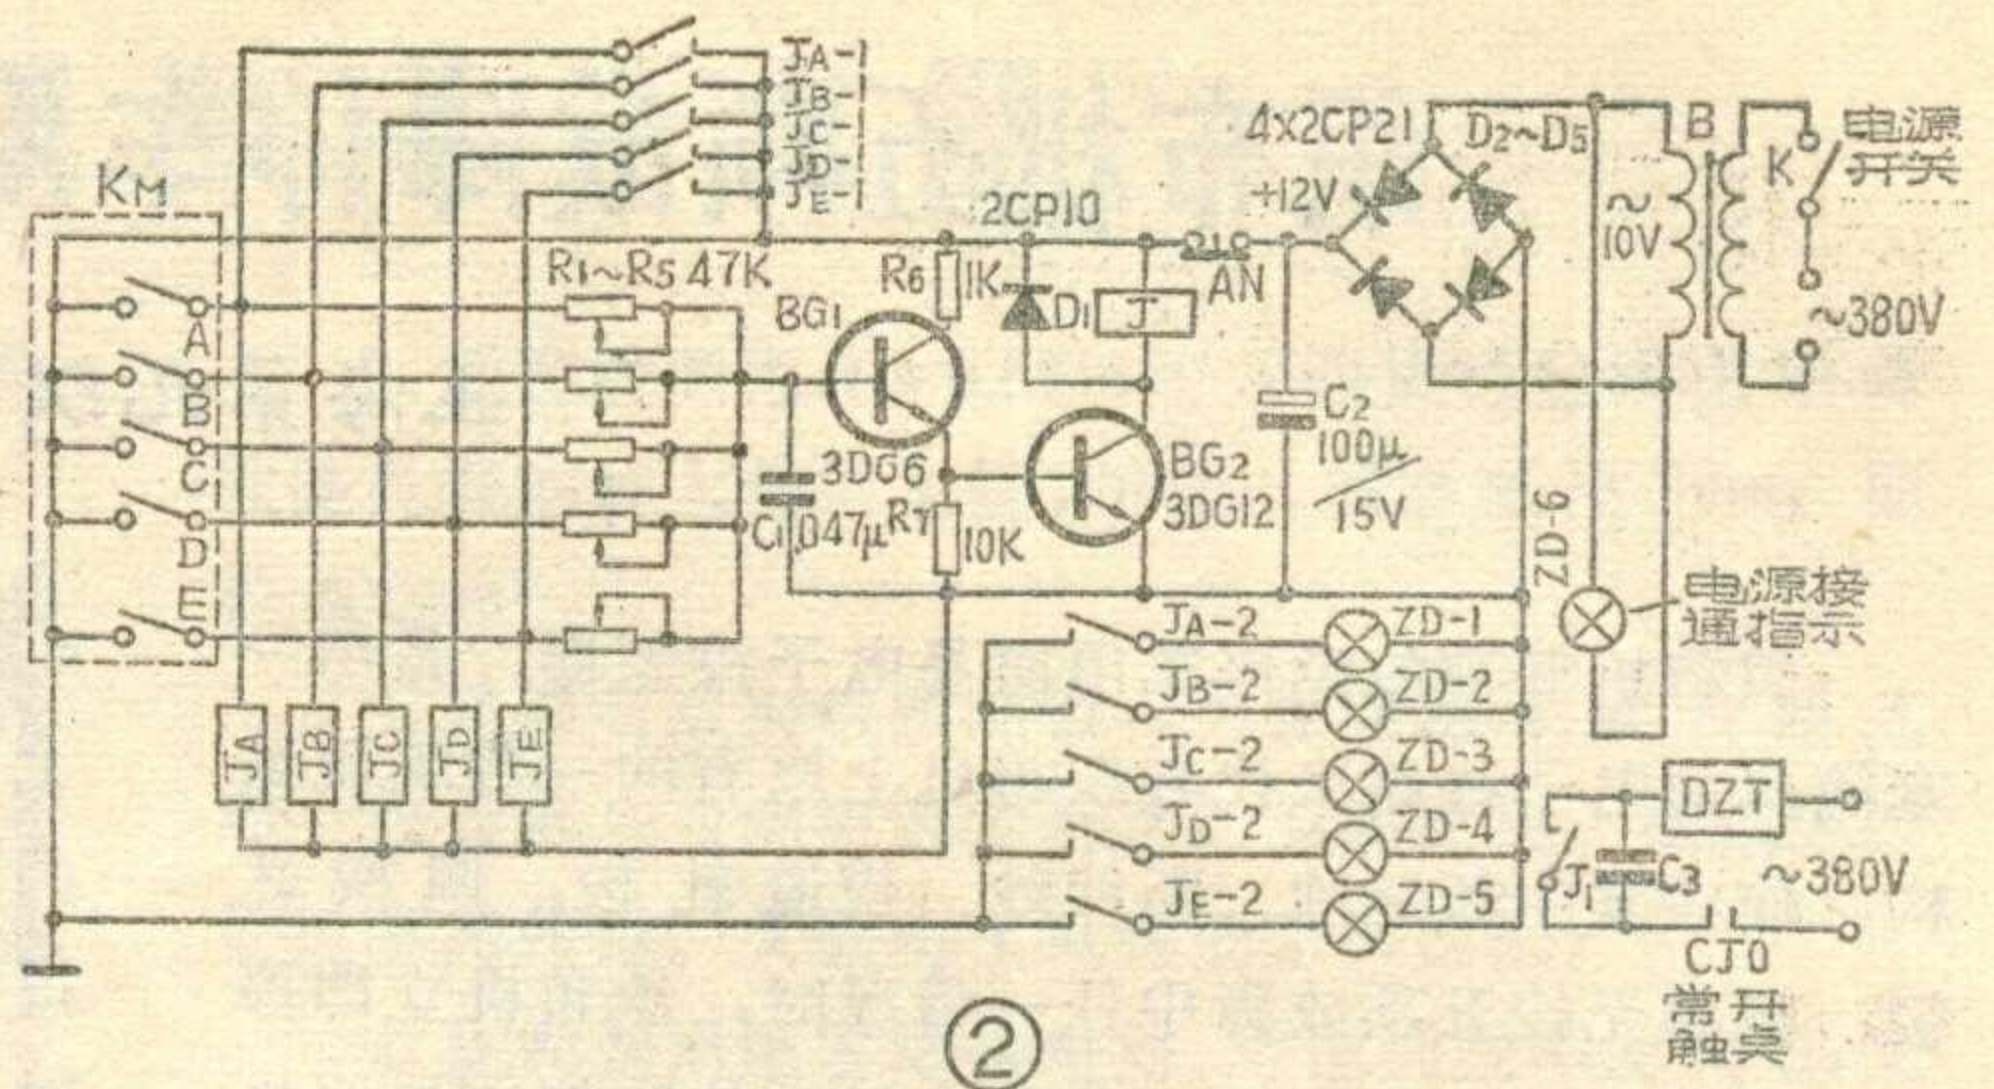 JA-1
JB-1
JC-1
JD-1
JE-1
KM
A
B
C
D
E
R1~R5 47K
BG1
3DG6
C1 .047μ
R6
1K
R7
10K
2CP10
D1
J
AN
+12V
4x2CP21
D2~D5
BG2
3DG12
C2
100μ
15V
B
~
10V
K
电源
开关
~380V
ZD-6
电源接
通指示
JA
JB
JC
JD
JE
JA-2
ZD-1
JB-2
ZD-2
JC-2
ZD-3
JD-2
ZD-4
JE-2
ZD-5
DZT
J1
C3
~380V
CJ0
常开
触点
②